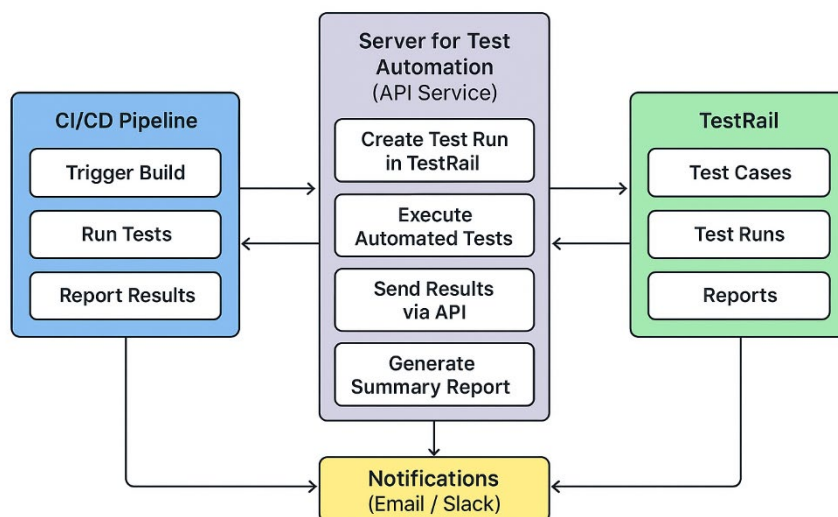 CI/CD Pipeline
Trigger Build
Run Tests
Report Results
Server for Test
Automation
(API Service)
Create Test Run
in TestRail
Execute
Automated Tests
Send Results
via API
Generate
Summary Report
TestRail
Test Cases
Test Runs
Reports
Notifications
(Email / Slack)